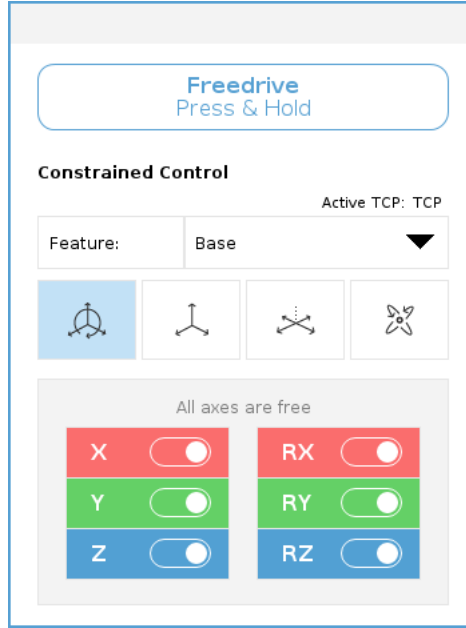 Freedrive
Press & Hold
Constrained Control
Active TCP: TCP
Feature: Base
All axes are free
X RX
Y RY
Z RZ